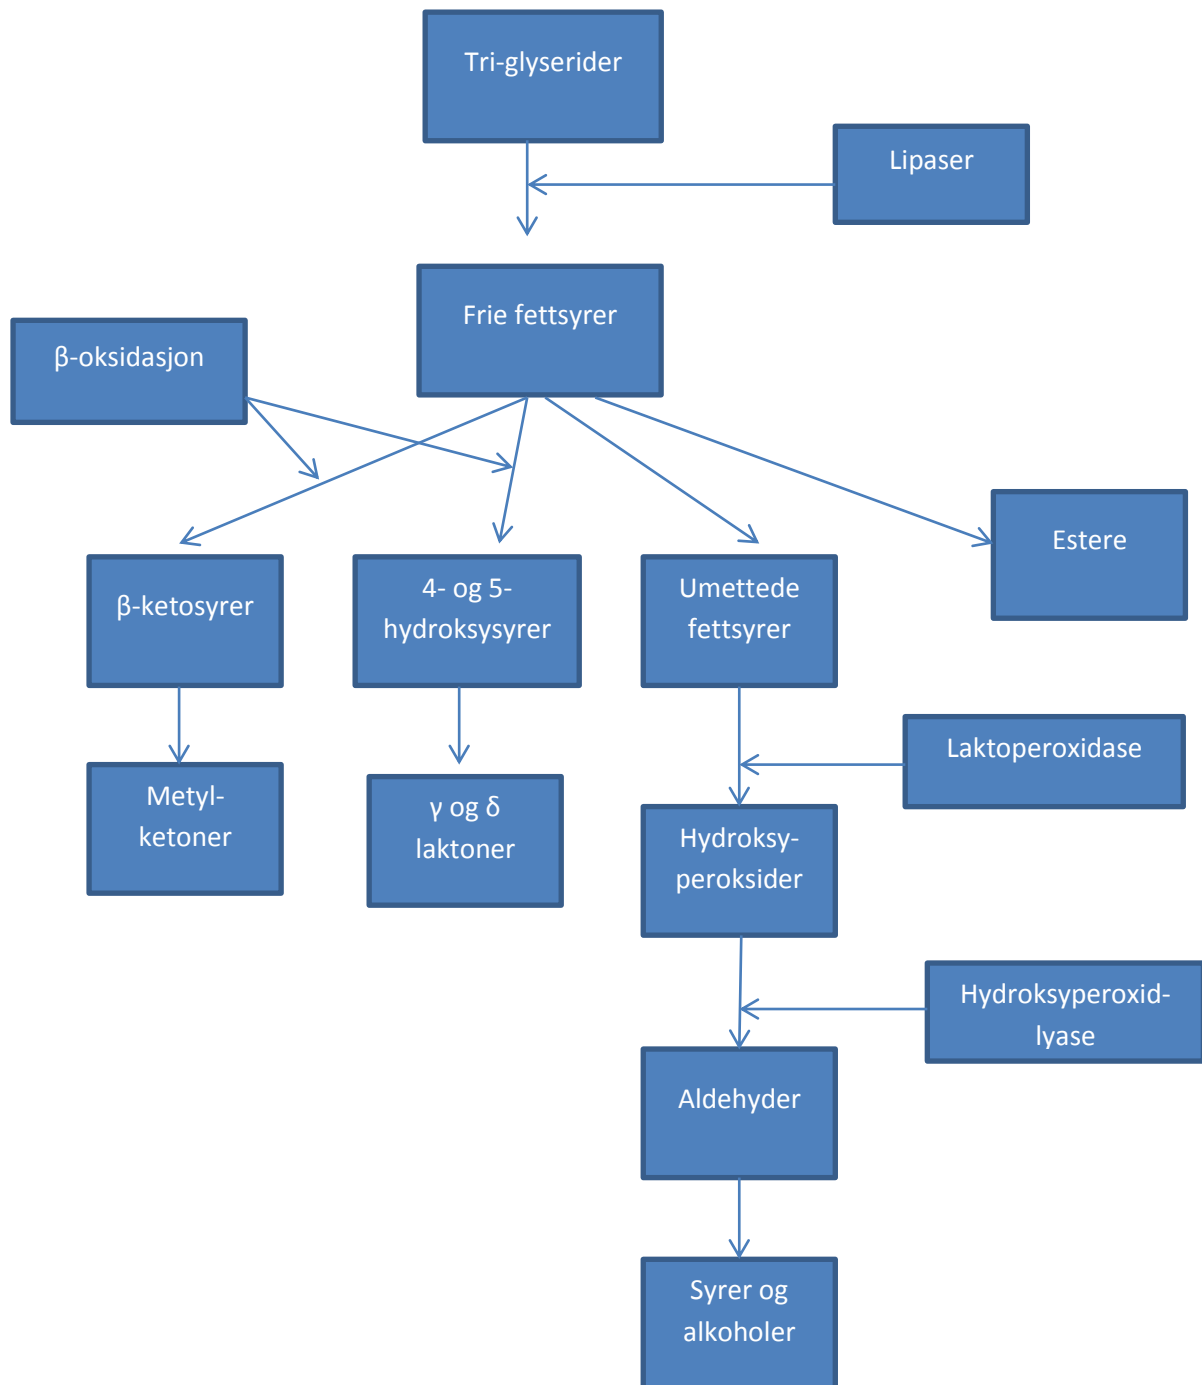 Tri-glyserider
Lipaser
Frie fettsyrer
β-oksidasjon
Estere
β-ketosyrer
4- og 5-
hydroksysyrer
Umettede
fettsyrer
Laktoperoxidase
Metyl-
ketoner
γ og δ
laktoner
Hydroksy-
peroksider
Hydroksyperoxid-
lyase
Aldehyder
Syrer og
alkoholer